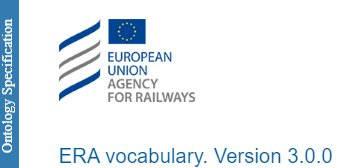 Ontology Specification
EUROPEAN
UNION
AGENCY
FOR RAILWAYS
ERA vocabulary. Version 3.0.0